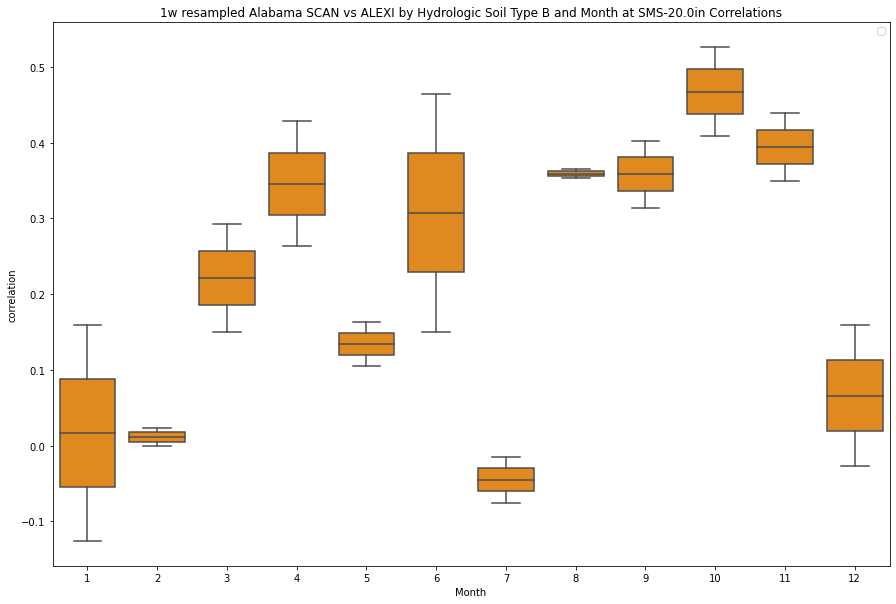 1w resampled Alabama SCAN vs ALEXI by Hydrologic Soil Type B and Month at SMS-20.0in Correlations
0.5
0.4
0.3
0.2
0.1
0.0
−0.1
correlation
1 2 3 4 5 6 7 8 9 10 11 12
Month